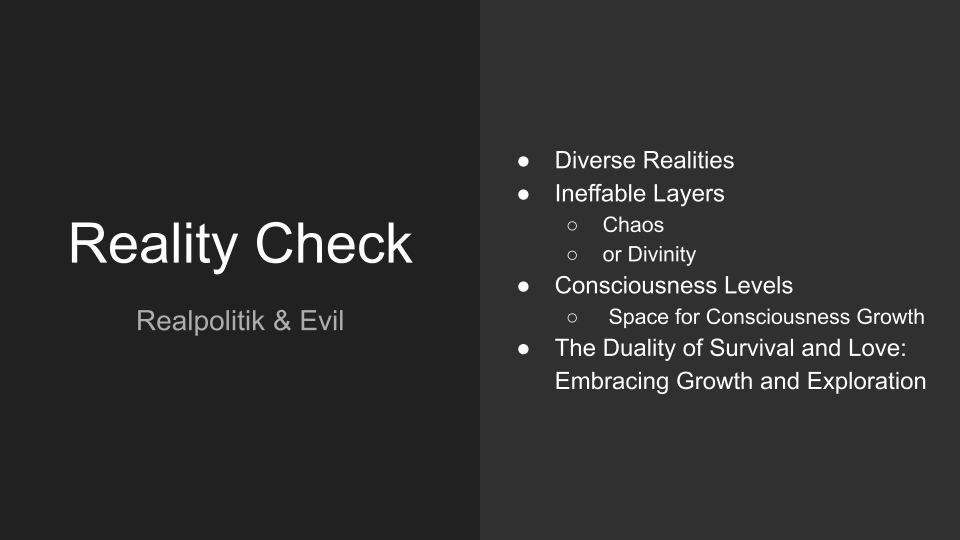 Reality Check
Realpolitik & Evil
● Diverse Realities
● Ineffable Layers
○ Chaos
○ or Divinity
● Consciousness Levels
○ Space for Consciousness Growth
● The Duality of Survival and Love:
Embracing Growth and Exploration